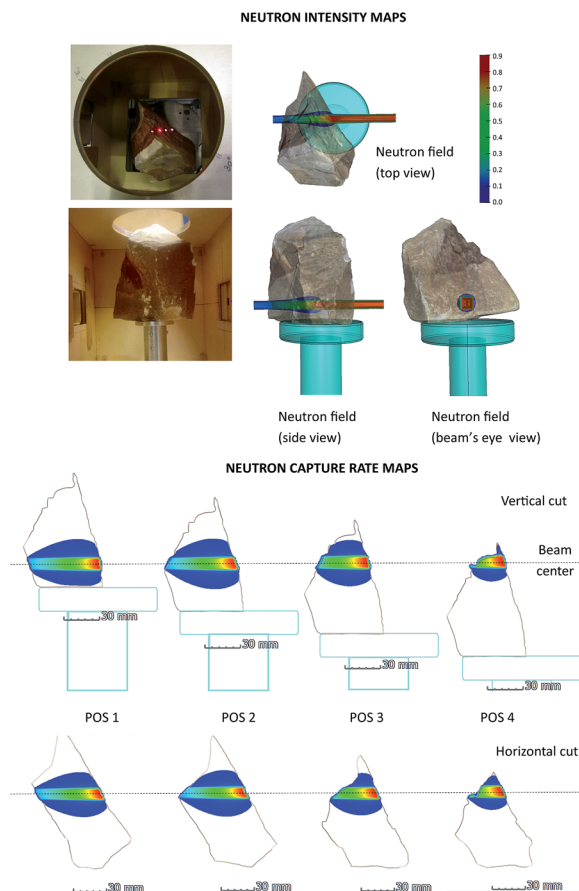 NEUTRON INTENSITY MAPS
0.9
0.8
0.7
0.6
0.5
0.4
0.3
0.2
0.1
0.0
Neutron field
(top view)
Neutron field
(side view)
Neutron field
(beam's eye view)
NEUTRON CAPTURE RATE MAPS
Vertical cut
Beam
center
30 mm
30 mm
30 mm
30 mm
POS 1
POS 2
POS 3
POS 4
Horizontal cut
30 mm
30 mm
30 mm
30 mm